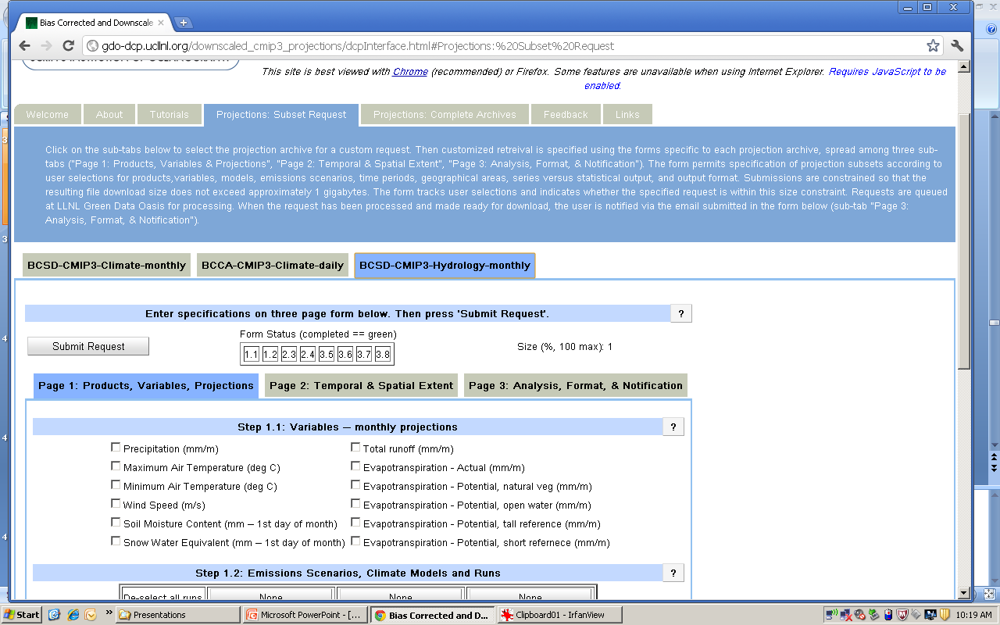 Bias Corrected and Downscale
gdo-dcp.ucllnl.org/downscaled_cmip3_projections/dcpInterface.html#Projections:%20Subset%20Request
This site is best viewed with Chrome (recommended) or Firefox. Some features are unavailable when using Internet Explorer. Requires JavaScript to be
enabled.
Welcome About Tutorials Projections: Subset Request Projections: Complete Archives Feedback Links
Click on the sub-tabs below to select the projection archive for a custom request. Then customized retreival is specified using the forms specific to each projection archive, spread among three sub-
tabs ("Page 1: Products, Variables & Projections", "Page 2: Temporal & Spatial Extent", "Page 3: Analysis, Format, & Notification"). The form permits specification of projection subsets according to
user selections for products,variables, models, emissions scenarios, time periods, geographical areas, series versus statistical output, and output format. Submissions are constrained so that the
resulting file download size does not exceed approximately 1 gigabytes. The form tracks user selections and indicates whether the specified request is within this size constraint. Requests are queued
at LLNL Green Data Oasis for processing. When the request has been processed and made ready for download, the user is notified via the email submitted in the form below (sub-tab "Page 3:
Analysis, Format, & Notification").
BCSD-CMIP3-Climate-monthly BCCA-CMIP3-Climate-daily BCSD-CMIP3-Hydrology-monthly
Enter specifications on three page form below. Then press 'Submit Request'. ?
Form Status (completed == green)
Submit Request 1.1 1.2 2.3 2.4 3.5 3.6 3.7 3.8 Size (%, 100 max): 1
Page 1: Products, Variables, Projections Page 2: Temporal & Spatial Extent Page 3: Analysis, Format, & Notification
Step 1.1: Variables — monthly projections ?
Precipitation (mm/m) Total runoff (mm/m)
Maximum Air Temperature (deg C) Evapotranspiration - Actual (mm/m)
Minimum Air Temperature (deg C) Evapotranspiration - Potential, natural veg (mm/m)
Wind Speed (m/s) Evapotranspiration - Potential, open water (mm/m)
Soil Moisture Content (mm – 1st day of month) Evapotranspiration - Potential, tall reference (mm/m)
Snow Water Equivalent (mm – 1st day of month) Evapotranspiration - Potential, short refernece (mm/m)
Step 1.2: Emissions Scenarios, Climate Models and Runs ?
De-select all runs None None None
Start » Presentations Microsoft PowerPoint - [... Bias Corrected and D... Clipboard01 - IrfanView 10:19 AM